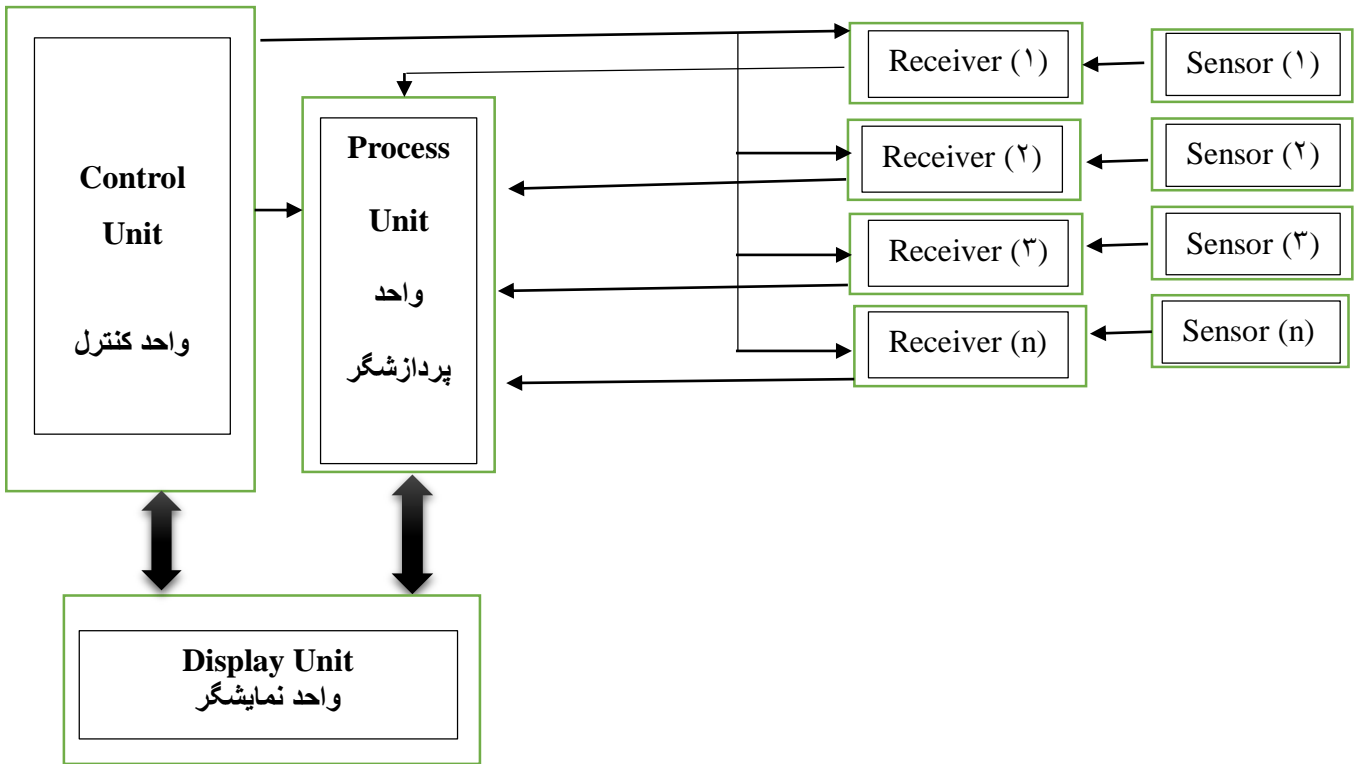 Control
Unit
واحد کنترل
Process
Unit
واحد
پردازشگر
Receiver (۱)
Sensor (۱)
Receiver (۲)
Sensor (۲)
Receiver (۳)
Sensor (۳)
Receiver (n)
Sensor (n)
Display Unit
واحد نمایشگر